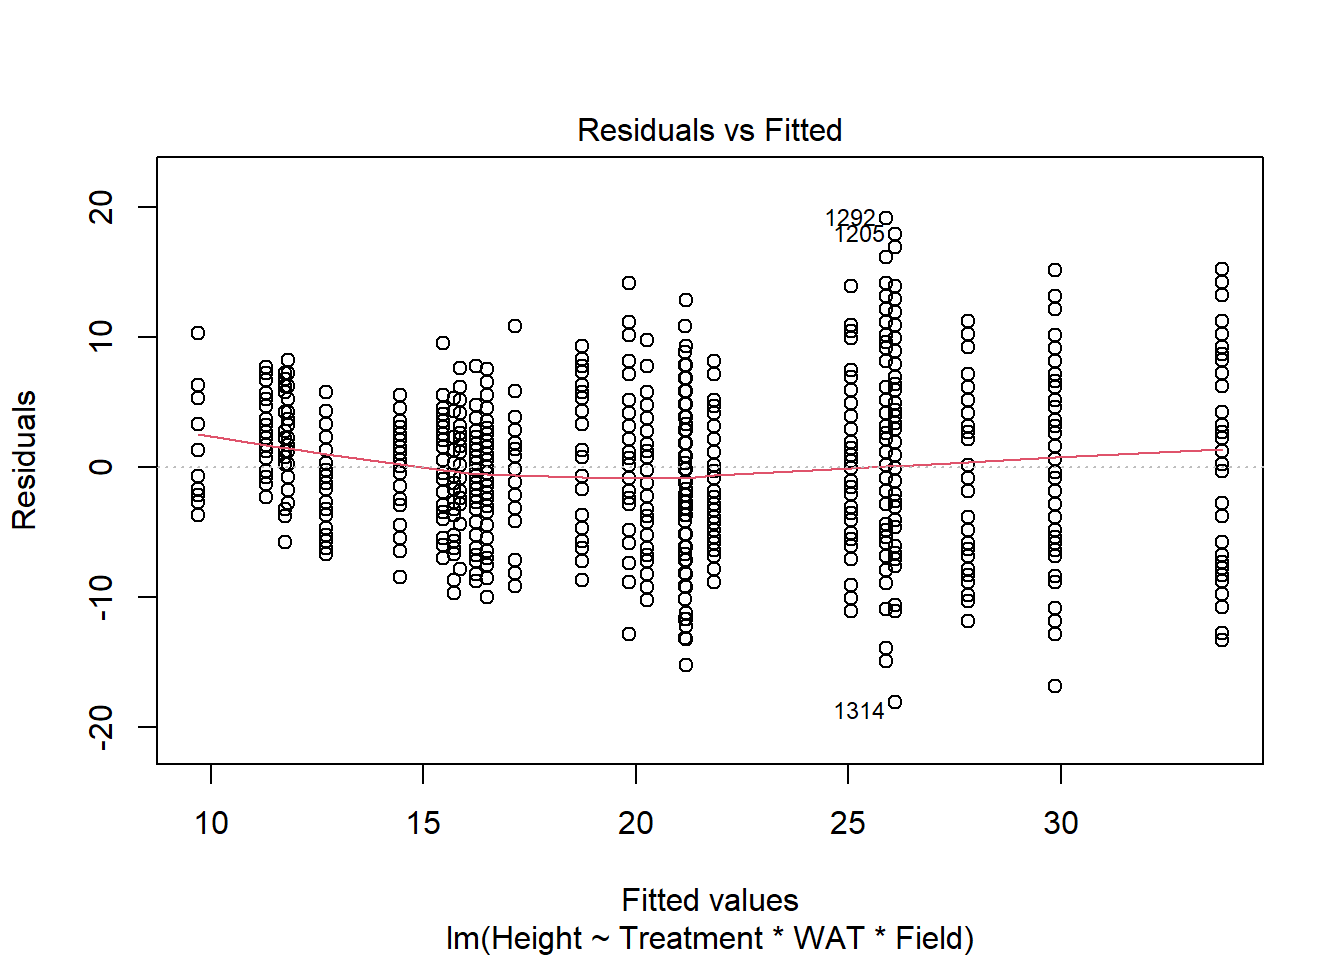 Residuals vs Fitted
Residuals
20
10
0
-10
-20
1292
1205
1314
10 15 20 25 30
Fitted values
lm(Height ~ Treatment * WAT * Field)